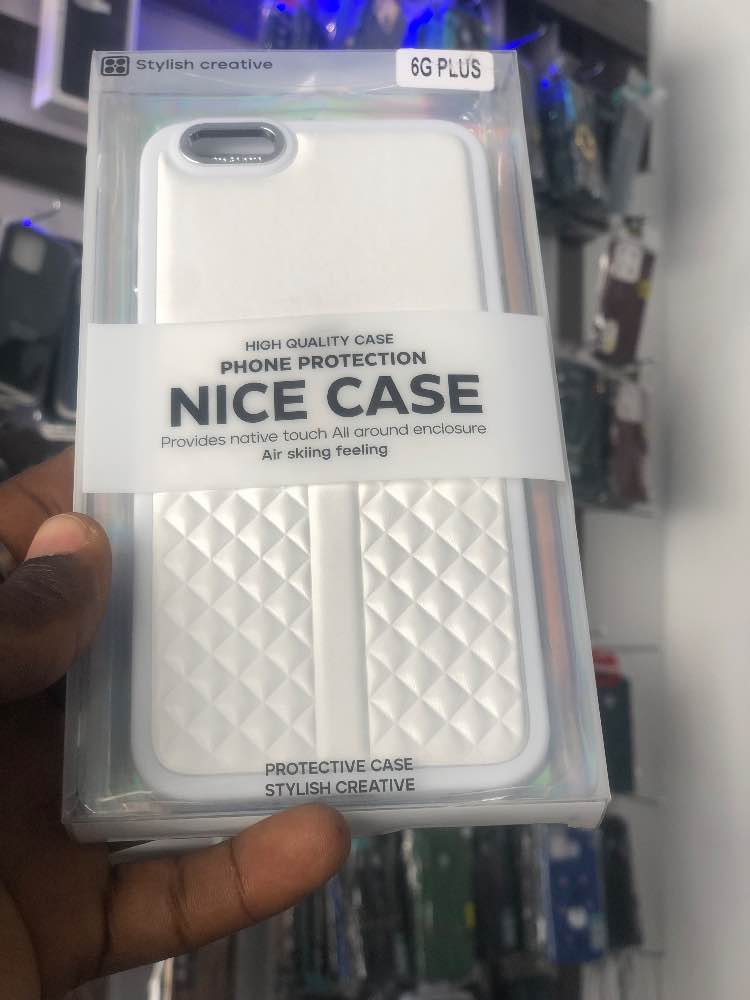 Stylish creative
6G PLUS
HIGH QUALITY CASE
PHONE PROTECTION
NICE CASE
Provides native touch All around enclosure
Air skiing feeling
PROTECTIVE CASE
STYLISH CREATIVE